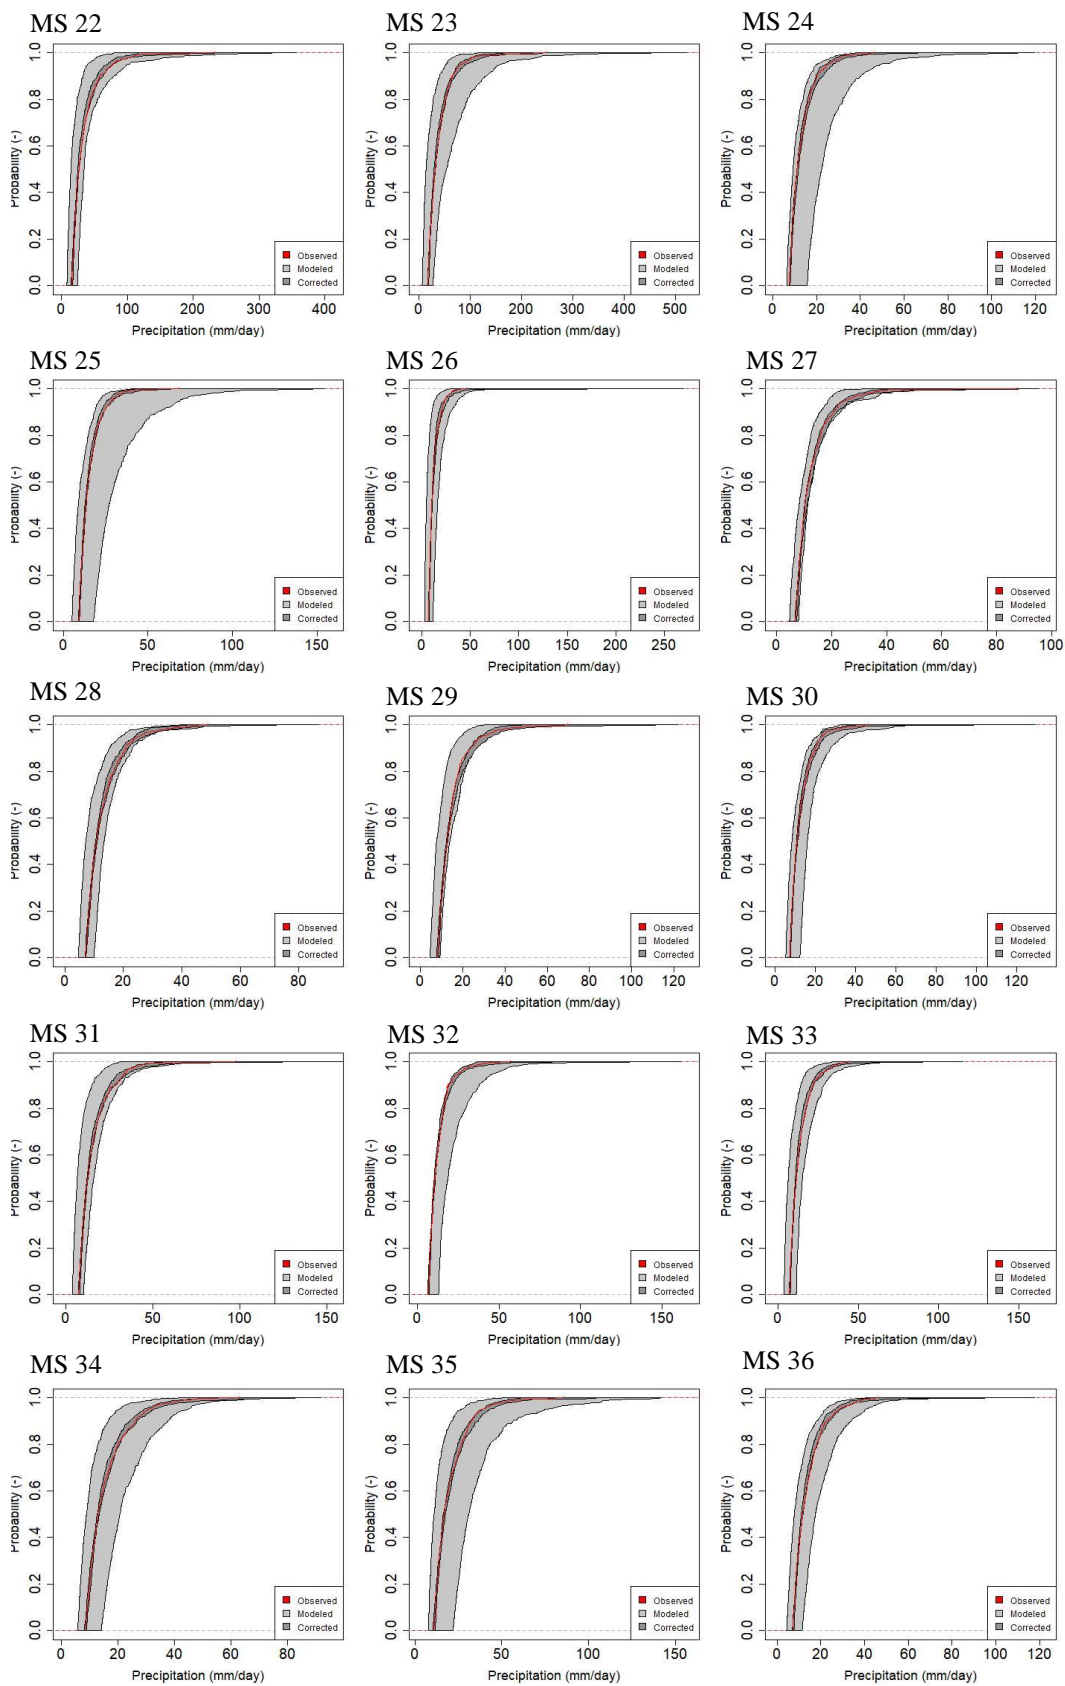 MS 22
Probability (-)
0.0 0.2 0.4 0.6 0.8 1.0
Observed
Modeled
Corrected
0 100 200 300 400
Precipitation (mm/day)
MS 23
Probability (-)
0.0 0.2 0.4 0.6 0.8 1.0
Observed
Modeled
Corrected
0 100 200 300 400 500
Precipitation (mm/day)
MS 24
Probability (-)
0.0 0.2 0.4 0.6 0.8 1.0
Observed
Modeled
Corrected
0 20 40 60 80 100 120
Precipitation (mm/day)
MS 25
Probability (-)
0.0 0.2 0.4 0.6 0.8 1.0
Observed
Modeled
Corrected
0 50 100 150
Precipitation (mm/day)
MS 26
Probability (-)
0.0 0.2 0.4 0.6 0.8 1.0
Observed
Modeled
Corrected
0 50 100 150 200 250
Precipitation (mm/day)
MS 27
Probability (-)
0.0 0.2 0.4 0.6 0.8 1.0
Observed
Modeled
Corrected
0 20 40 60 80 100
Precipitation (mm/day)
MS 28
Probability (-)
0.0 0.2 0.4 0.6 0.8 1.0
Observed
Modeled
Corrected
0 20 40 60 80
Precipitation (mm/day)
MS 29
Probability (-)
0.0 0.2 0.4 0.6 0.8 1.0
Observed
Modeled
Corrected
0 20 40 60 80 100 120
Precipitation (mm/day)
MS 30
Probability (-)
0.0 0.2 0.4 0.6 0.8 1.0
Observed
Modeled
Corrected
0 20 40 60 80 100 120
Precipitation (mm/day)
MS 31
Probability (-)
0.0 0.2 0.4 0.6 0.8 1.0
Observed
Modeled
Corrected
0 50 100 150
Precipitation (mm/day)
MS 32
Probability (-)
0.0 0.2 0.4 0.6 0.8 1.0
Observed
Modeled
Corrected
0 50 100 150
Precipitation (mm/day)
MS 33
Probability (-)
0.0 0.2 0.4 0.6 0.8 1.0
Observed
Modeled
Corrected
0 50 100 150
Precipitation (mm/day)
MS 34
Probability (-)
0.0 0.2 0.4 0.6 0.8 1.0
Observed
Modeled
Corrected
0 20 40 60 80
Precipitation (mm/day)
MS 35
Probability (-)
0.0 0.2 0.4 0.6 0.8 1.0
Observed
Modeled
Corrected
0 50 100 150
Precipitation (mm/day)
MS 36
Probability (-)
0.0 0.2 0.4 0.6 0.8 1.0
Observed
Modeled
Corrected
0 20 40 60 80 100 120
Precipitation (mm/day)